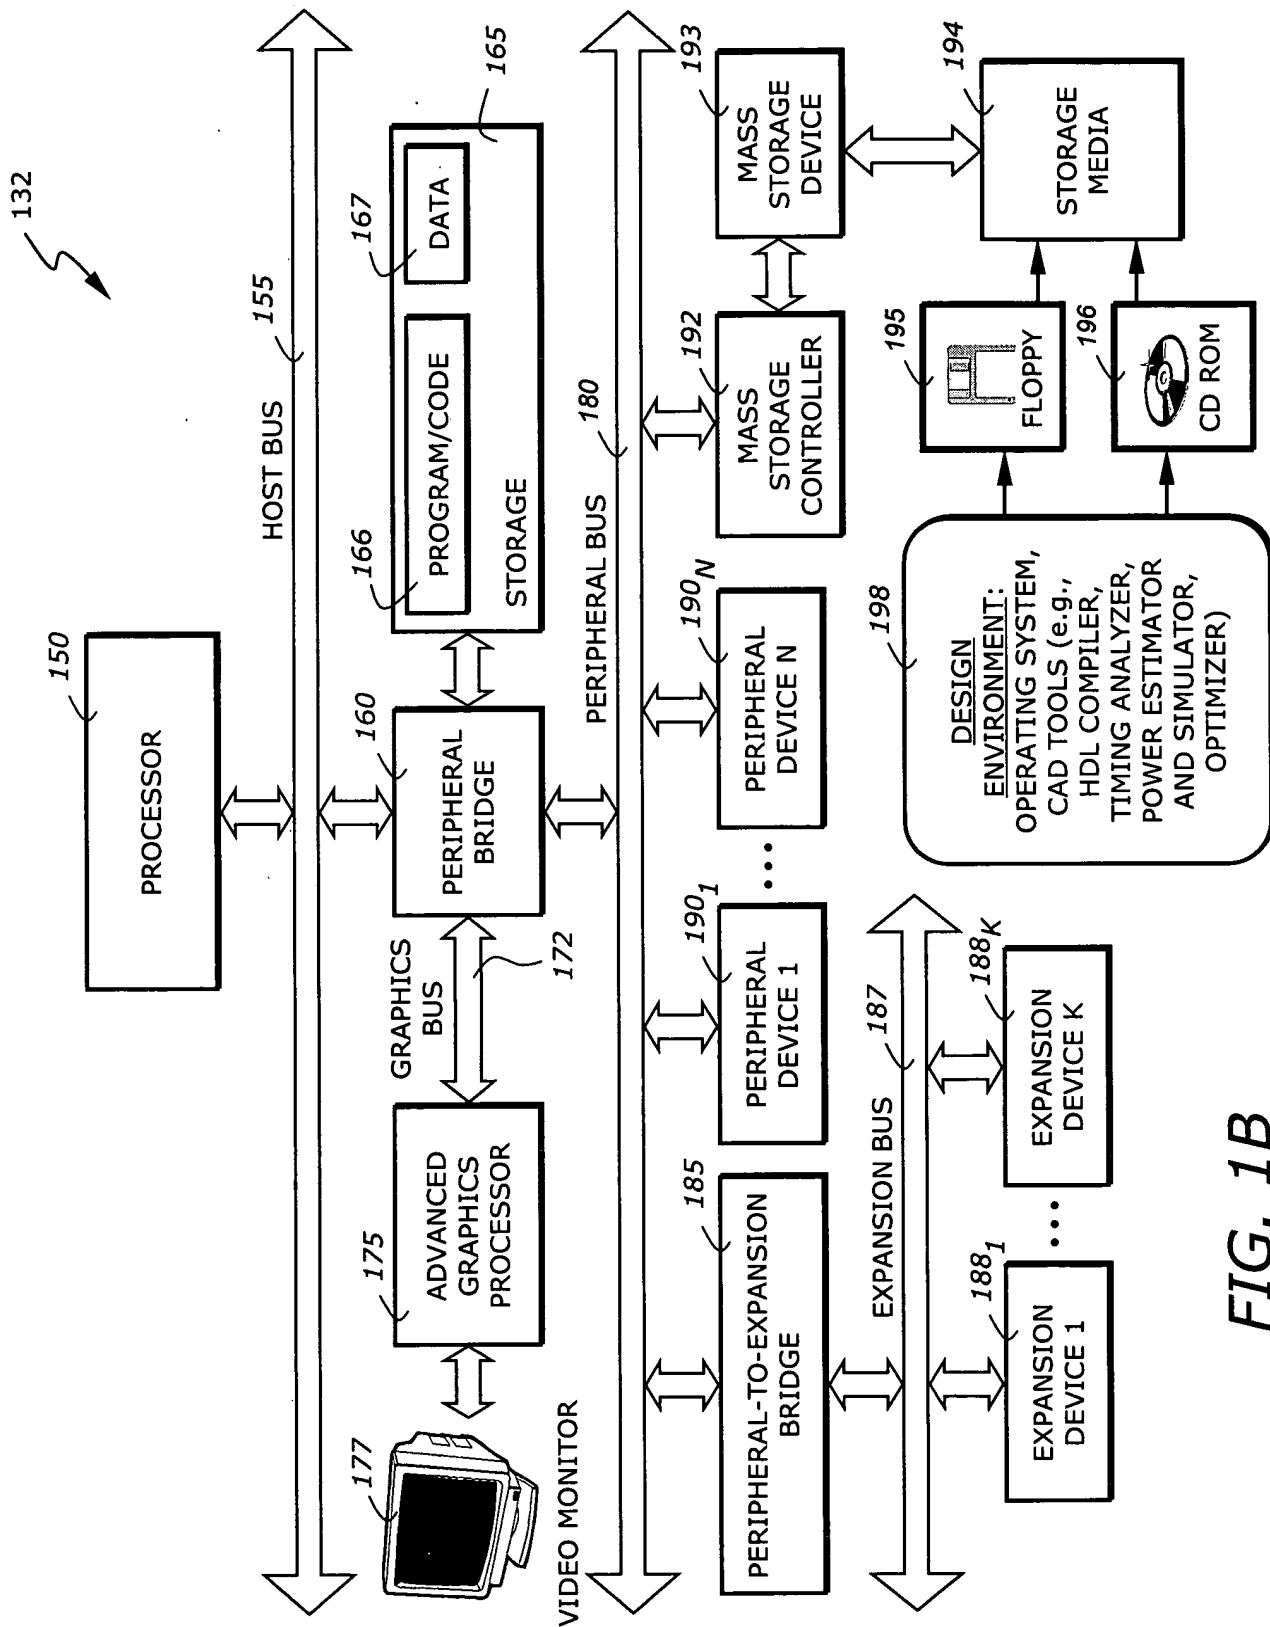 132
150
PROCESSOR
HOST BUS
155
177
VIDEO MONITOR
175
ADVANCED
GRAPHICS
PROCESSOR
GRAPHICS
BUS
172
160
PERIPHERAL
BRIDGE
166
PROGRAM/CODE
167
DATA
STORAGE
165
PERIPHERAL BUS
180
185
PERIPHERAL-TO-EXPANSION
BRIDGE
190₁
PERIPHERAL
DEVICE 1
• • •
190N
PERIPHERAL
DEVICE N
192
MASS
STORAGE
CONTROLLER
193
MASS
STORAGE
DEVICE
EXPANSION BUS
187
188₁
EXPANSION
DEVICE 1
• • •
188K
EXPANSION
DEVICE K
198
DESIGN
ENVIRONMENT:
OPERATING SYSTEM,
CAD TOOLS (e.g.,
HDL COMPILER,
TIMING ANALYZER,
POWER ESTIMATOR
AND SIMULATOR,
OPTIMIZER)
195
FLOPPY
196
CD ROM
194
STORAGE
MEDIA
FIG. 1B